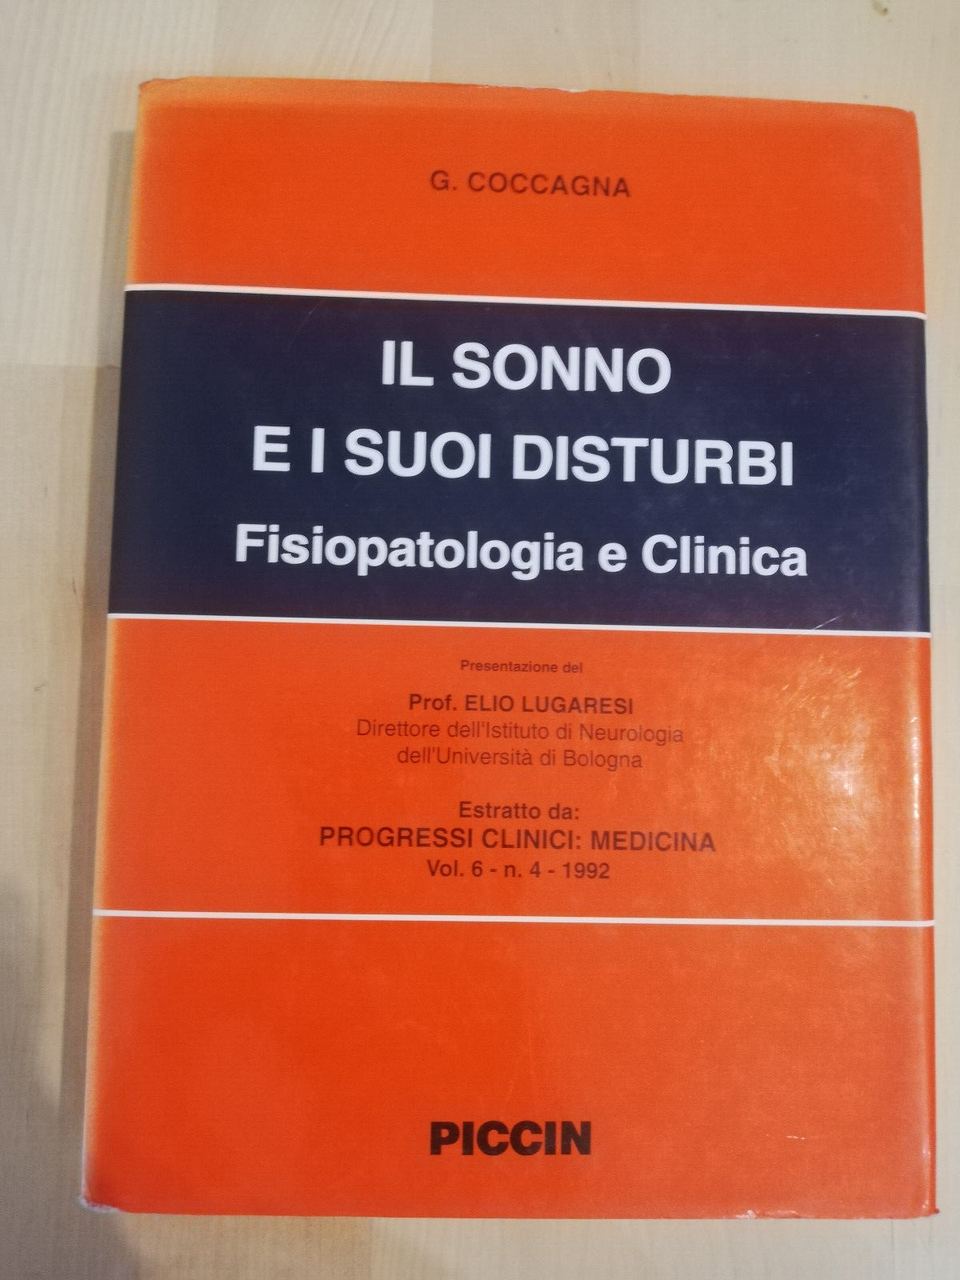 G. COCCAGNA
IL SONNO
E I SUOI DISTURBI
Fisiopatologia e Clinica
Presentazione del
Prof. ELIO LUGARESI
Direttore dell'Istituto di Neurologia
dell'Università di Bologna
Estratto da:
PROGRESSI CLINICI: MEDICINA
Vol. 6 - n. 4 - 1992
PICCIN